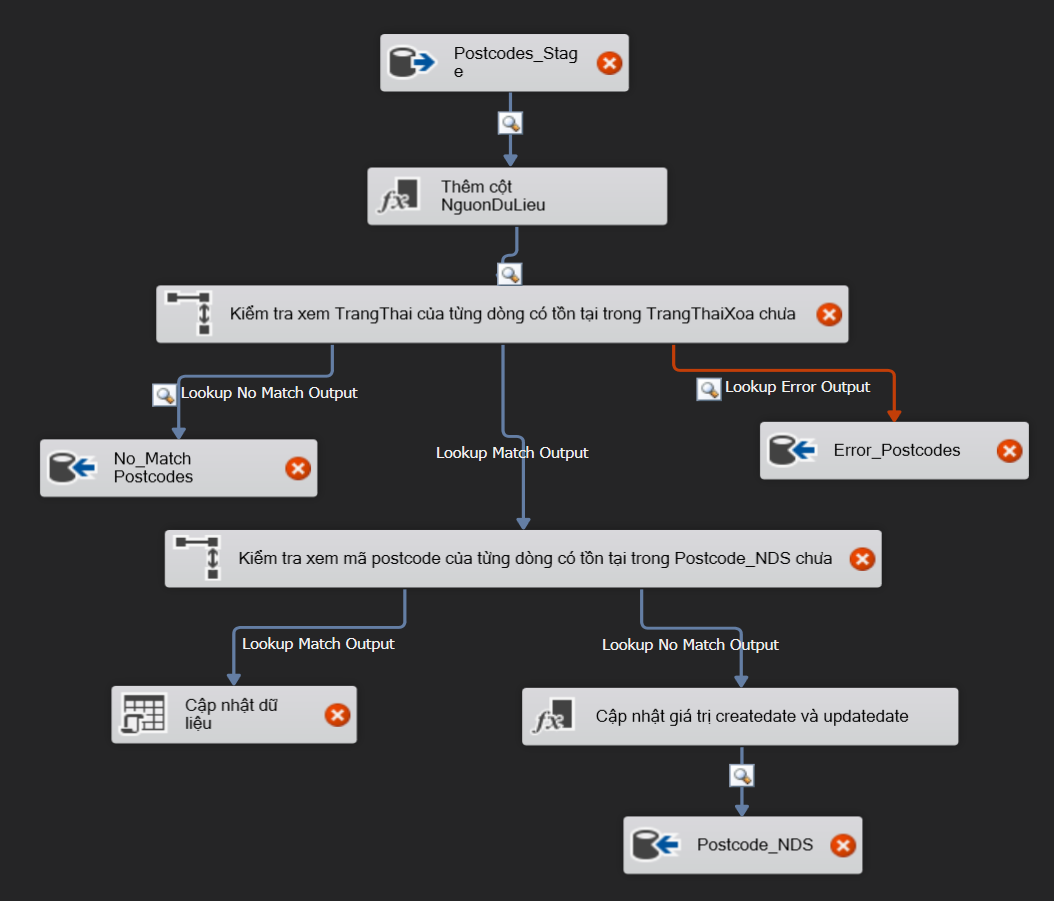 Postcodes_Stag
e
Thêm cột
NguonDuLieu
Kiểm tra xem TrangThai của từng dòng có tồn tại trong TrangThaiXoa chưa
Lookup No Match Output
Lookup Error Output
No_Match
Postcodes
Lookup Match Output
Error_Postcodes
Kiểm tra xem mã postcode của từng dòng có tồn tại trong Postcode_NDS chưa
Lookup Match Output
Lookup No Match Output
Cập nhật dữ
liệu
Cập nhật giá trị createdate và updatedate
Postcode_NDS